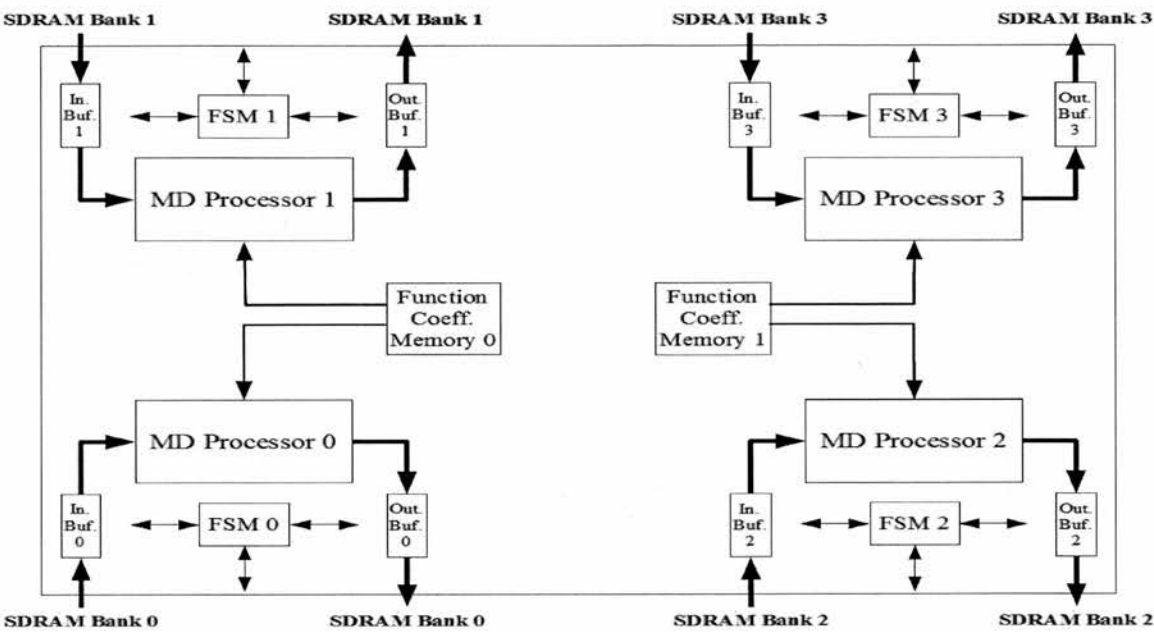 SDRAM Bank 1
SDRAM Bank 1
SDRAM Bank 3
SDRAM Bank 3
In.
Buf.
1
FSM 1
Out.
Buf.
1
In.
Buf.
3
FSM 3
Out.
Buf.
3
MD Processor 1
MD Processor 3
Function
Coeff.
Memory 0
Function
Coeff.
Memory 1
MD Processor 0
MD Processor 2
In.
Buf.
0
FSM 0
Out.
Buf.
0
In.
Buf.
2
FSM 2
Out.
Buf.
2
SDRAM Bank 0
SDRAM Bank 0
SDRAM Bank 2
SDRAM Bank 2